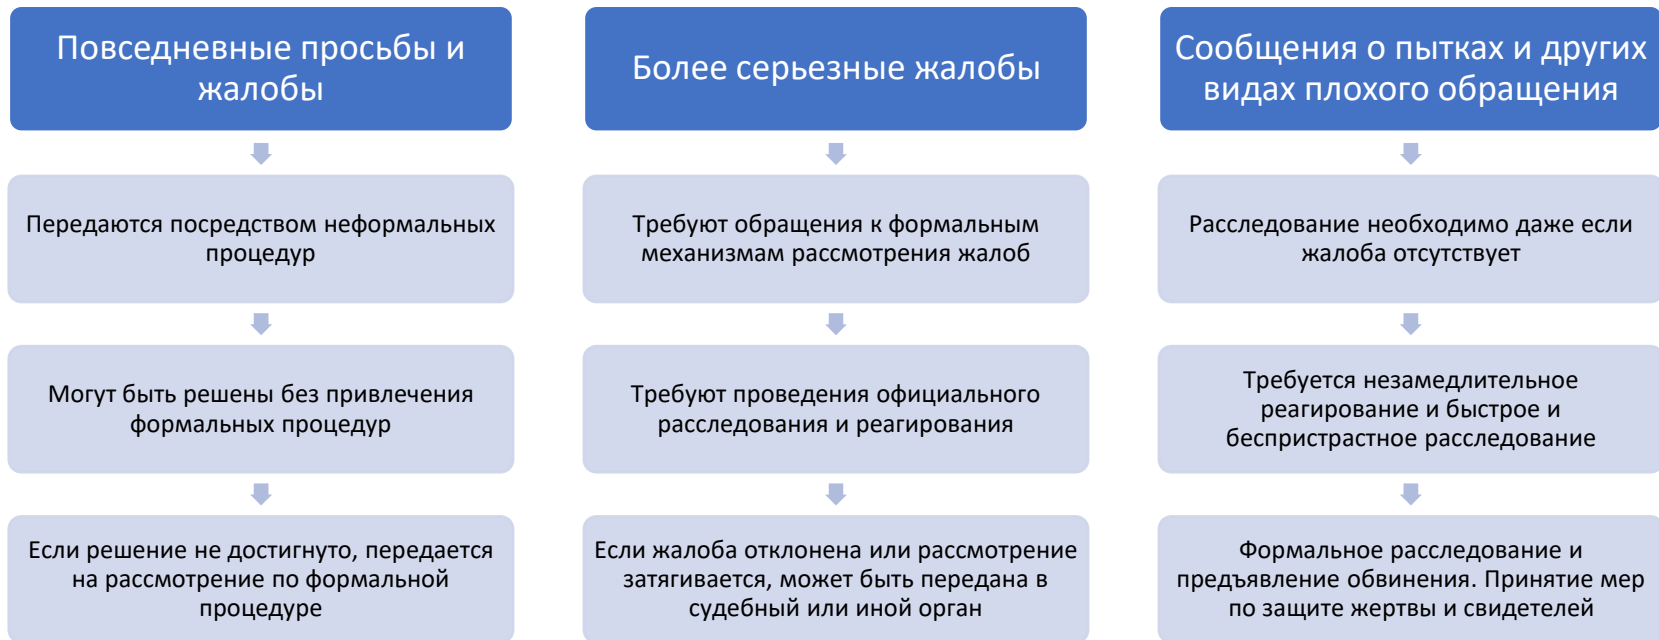 Повседневные просьбы и
жалобы
Передаются посредством неформальных
процедур
Могут быть решены без привлечения
формальных процедур
Если решение не достигнуто, передается
на рассмотрение по формальной
процедуре
Более серьезные жалобы
Требуют обращения к формальным
механизмам рассмотрения жалоб
Требуют проведения официального
расследования и реагирования
Если жалоба отклонена или рассмотрение
затягивается, может быть передана в
судебный или иной орган
Сообщения о пытках и других
видах плохого обращения
Расследование необходимо даже если
жалоба отсутствует
Требуется незамедлительное
реагирование и быстрое и
беспристрастное расследование
Формальное расследование и
предъявление обвинения. Принятие мер
по защите жертвы и свидетелей